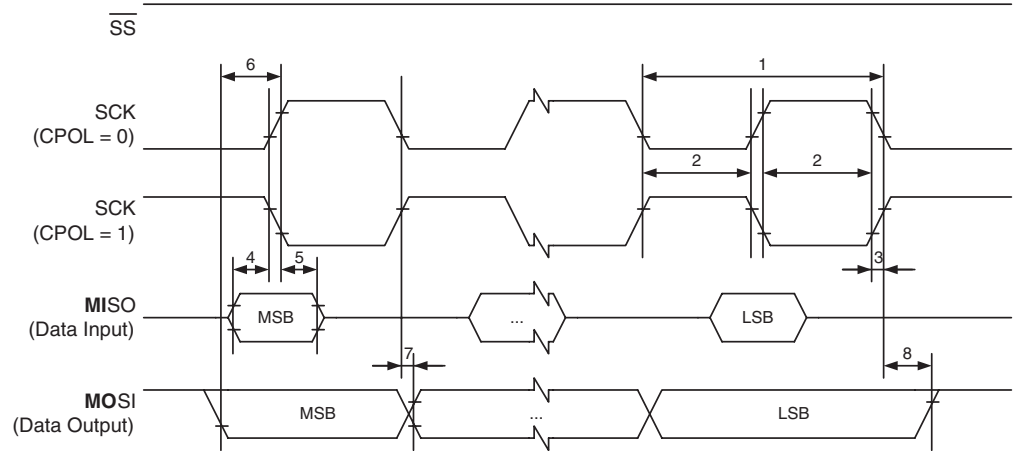 SS
6
1
SCK
(CPOL = 0)
2
2
SCK
(CPOL = 1)
4
5
3
MISO
(Data Input)
MSB
...
LSB
7
8
MOSI
(Data Output)
MSB
...
LSB